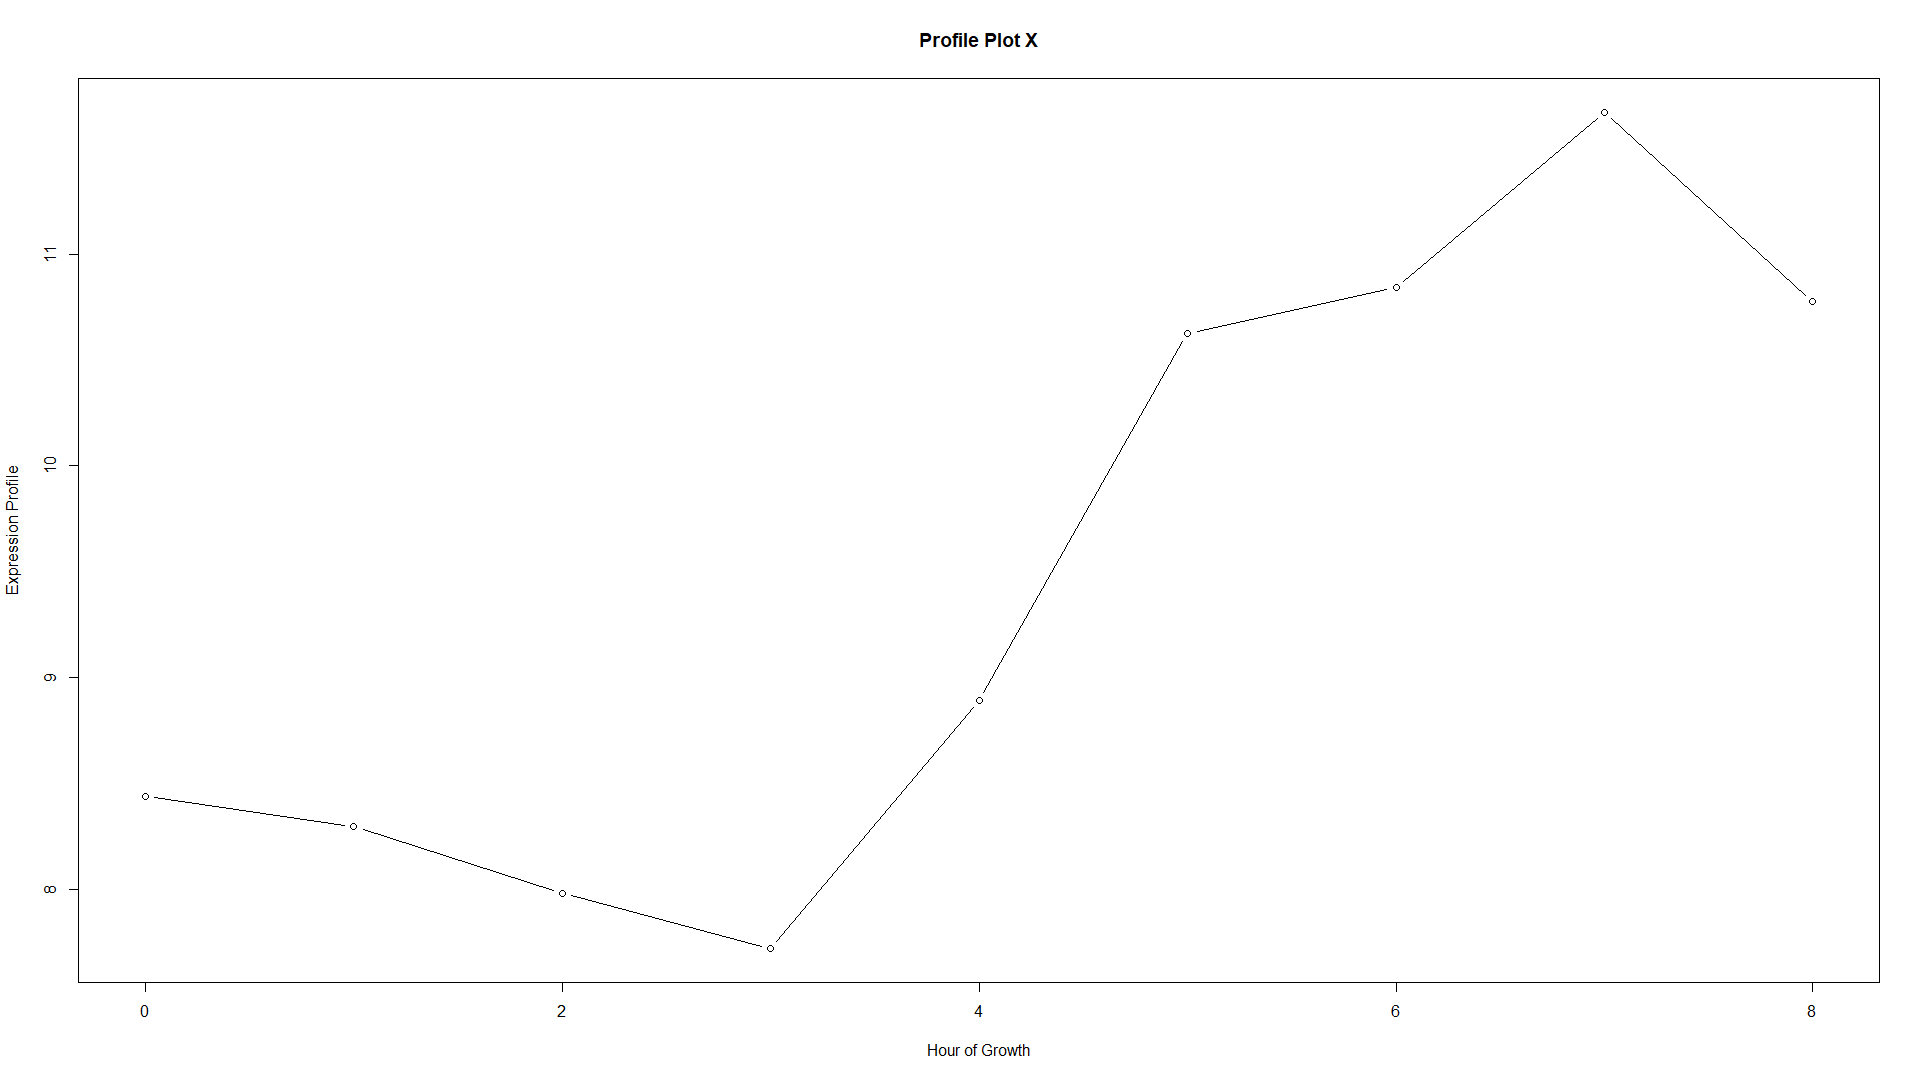 Profile Plot X
Expression Profile
11
10
9
8
0 2 4 6 8
Hour of Growth